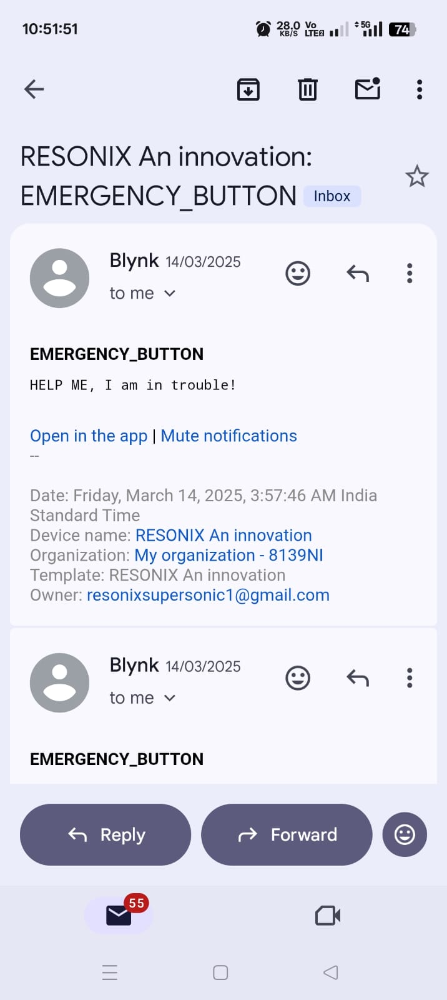 10:51:51
28.0 KB/S Vo LTE2 5G 74
RESONIX An innovation:
EMERGENCY_BUTTON Inbox
Blynk 14/03/2025
to me
EMERGENCY_BUTTON
HELP ME, I am in trouble!
Open in the app | Mute notifications
--
Date: Friday, March 14, 2025, 3:57:46 AM India
Standard Time
Device name: RESONIX An innovation
Organization: My organization - 8139NI
Template: RESONIX An innovation
Owner: resonixsupersonic1@gmail.com
Blynk 14/03/2025
to me
EMERGENCY_BUTTON
Reply Forward
55